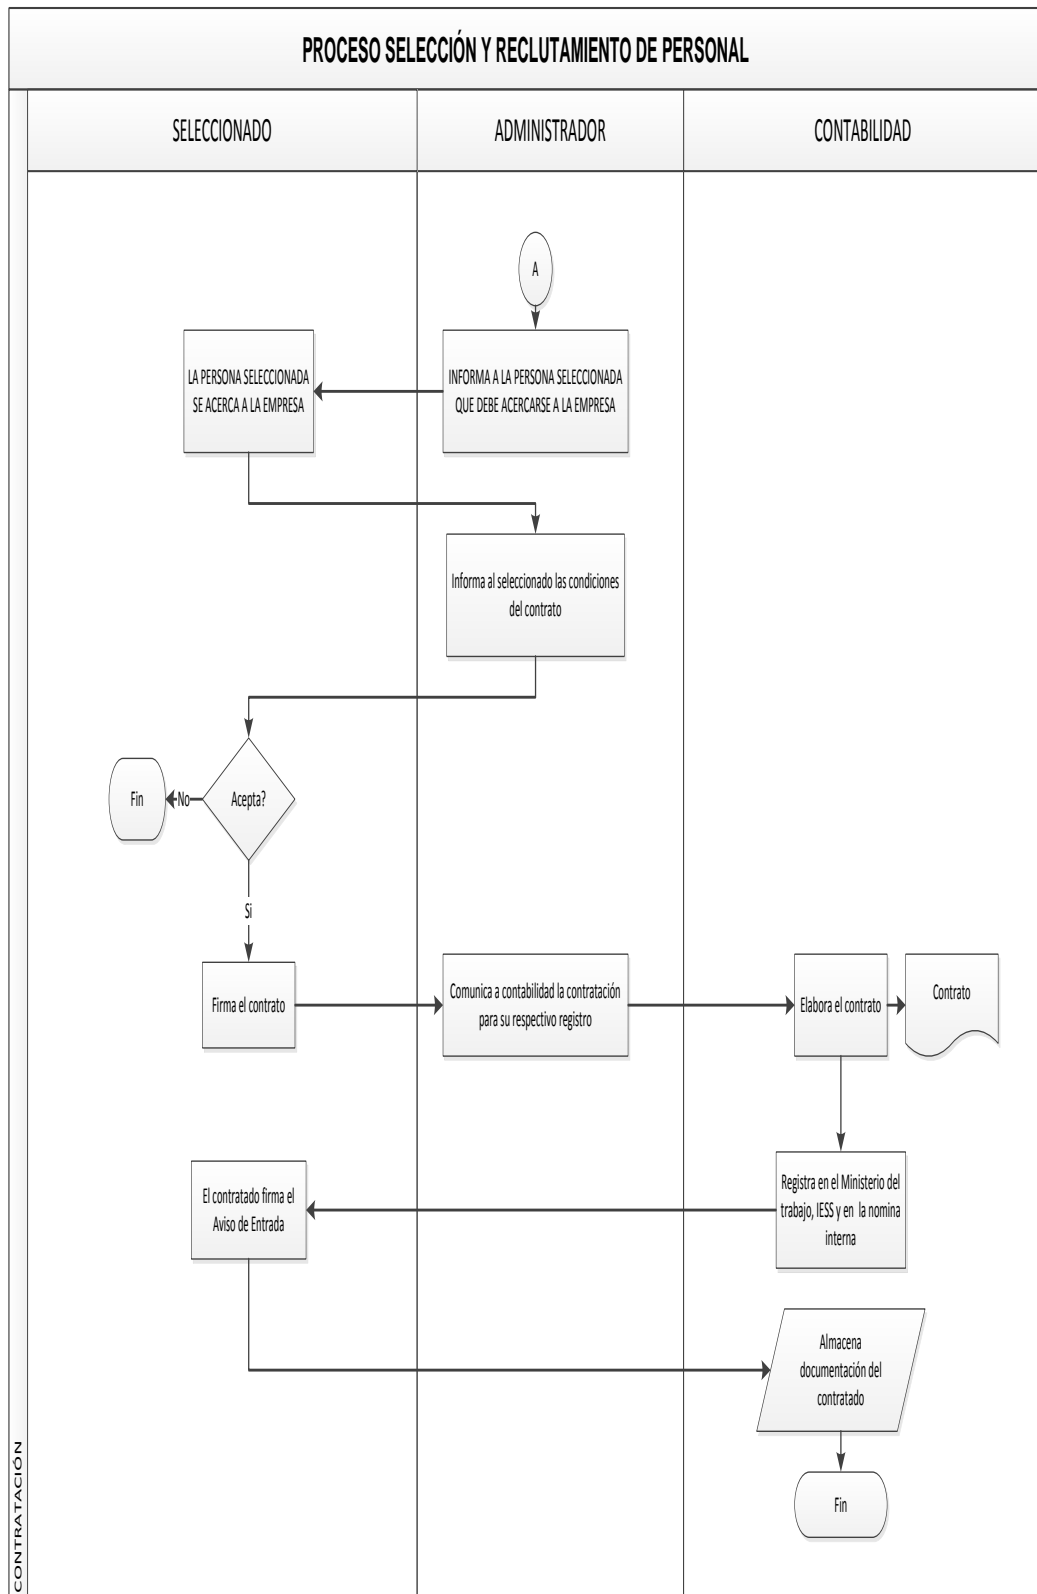 PROCESO SELECCIÓN Y RECLUTAMIENTO DE PERSONAL
SELECCIONADO
ADMINISTRADOR
CONTABILIDAD
A
LA PERSONA SELECCIONADA
SE ACERCA A LA EMPRESA
INFORMA A LA PERSONA SELECCIONADA
QUE DEBE ACERCARSE A LA EMPRESA
Informa al seleccionado las condiciones
del contrato
Fin
No
Acepta?
Si
Firma el contrato
Comunica a contabilidad la contratación
para su respectivo registro
Elabora el contrato
Contrato
El contratado firma el
Aviso de Entrada
Registra en el Ministerio del
trabajo, IESS y en la nomina
interna
Almacena
documentación del
contratado
Fin
CONTRATACIÓN